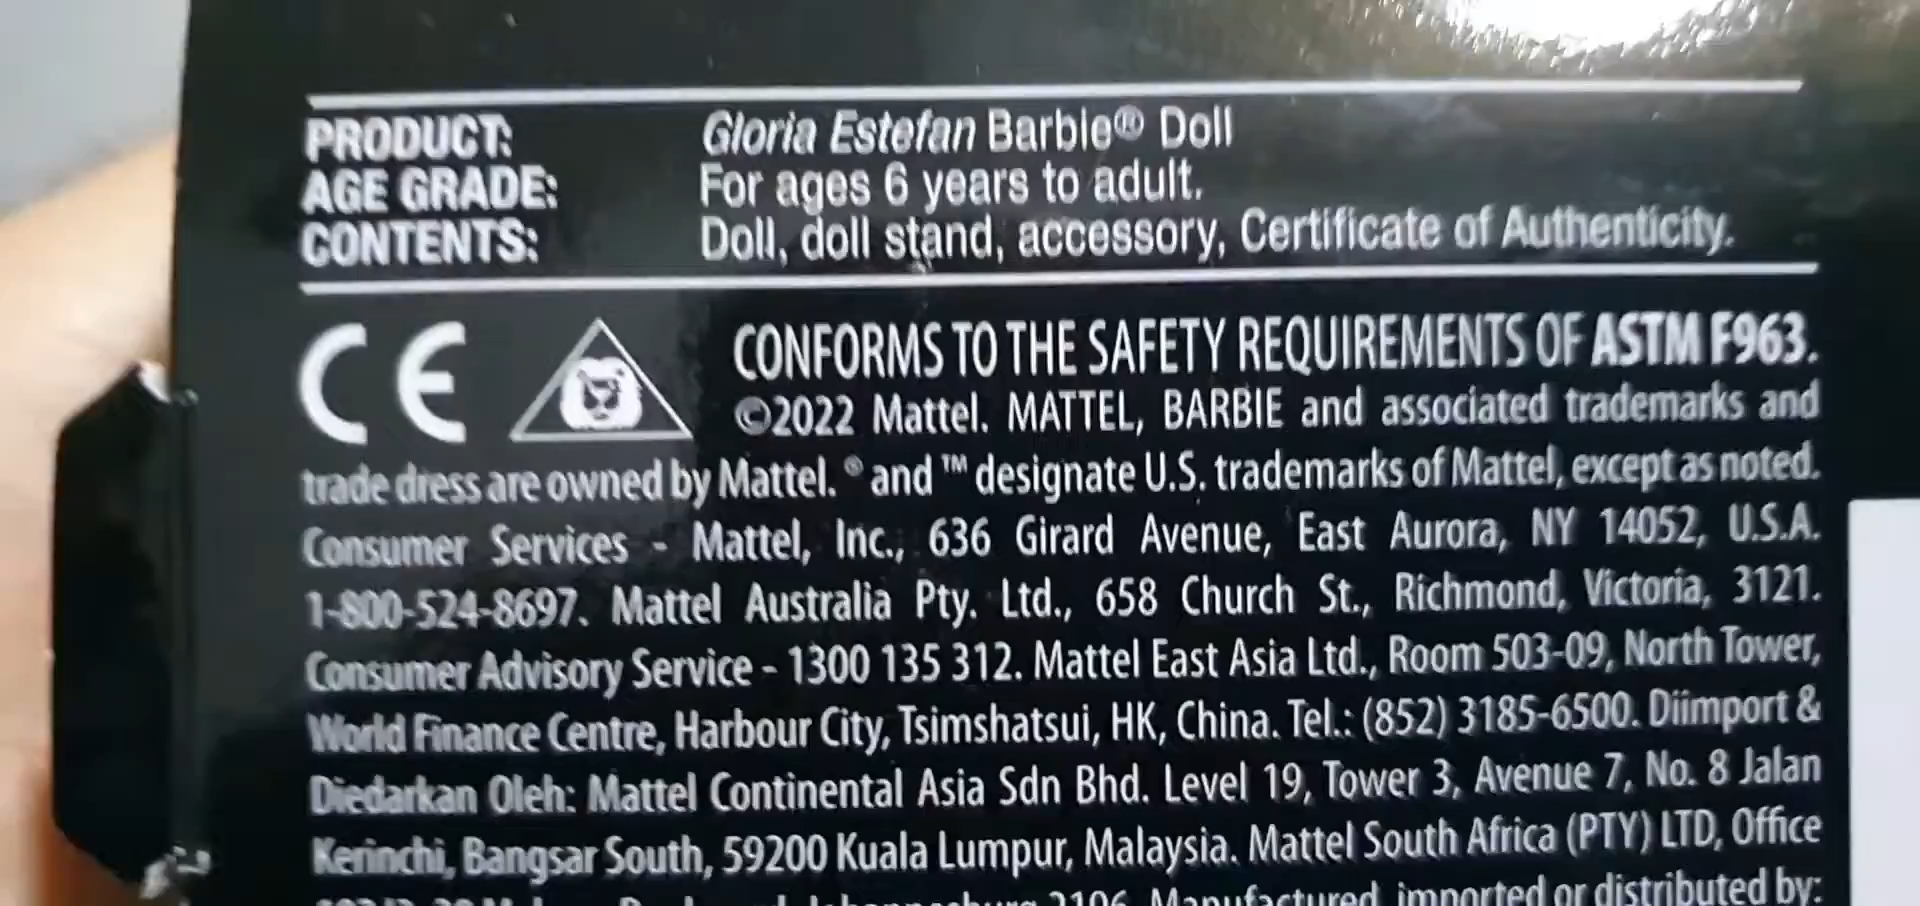 PRODUCT: Gloria Estefan Barbie® Doll
AGE GRADE: For ages 6 years to adult.
CONTENTS: Doll, doll stand, accessory, Certificate of Authenticity.
CE CONFORMS TO THE SAFETY REQUIREMENTS OF ASTM F963.
©2022 Mattel. MATTEL, BARBIE and associated trademarks and
trade dress are owned by Mattel. ® and ™ designate U.S. trademarks of Mattel, except as noted.
Consumer Services - Mattel, Inc., 636 Girard Avenue, East Aurora, NY 14052, U.S.A.
1-800-524-8697. Mattel Australia Pty. Ltd., 658 Church St., Richmond, Victoria, 3121.
Consumer Advisory Service - 1300 135 312. Mattel East Asia Ltd., Room 503-09, North Tower,
World Finance Centre, Harbour City, Tsimshatsui, HK, China. Tel.: (852) 3185-6500. Diimport &
Diedarkan Oleh: Mattel Continental Asia Sdn Bhd. Level 19, Tower 3, Avenue 7, No. 8 Jalan
Kerinchi, Bangsar South, 59200 Kuala Lumpur, Malaysia. Mattel South Africa (PTY) LTD, Office
Johannesburg 2196. Manufactured, imported or distributed by: